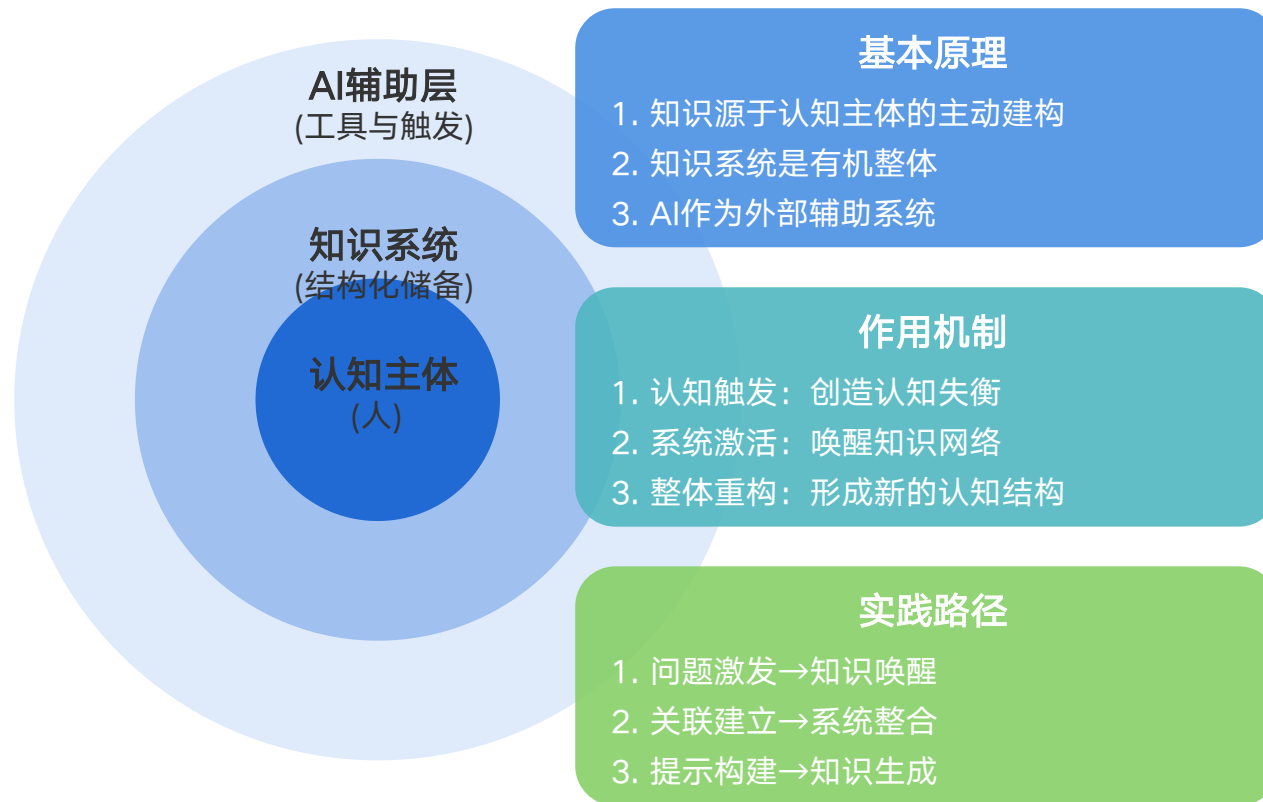 AI辅助层
(工具与触发)
知识系统
(结构化储备)
认知主体
(人)
基本原理
1. 知识源于认知主体的主动建构
2. 知识系统是有机整体
3. AI作为外部辅助系统
作用机制
1. 认知触发：创造认知失衡
2. 系统激活：唤醒知识网络
3. 整体重构：形成新的认知结构
实践路径
1. 问题激发→知识唤醒
2. 关联建立→系统整合
3. 提示构建→知识生成